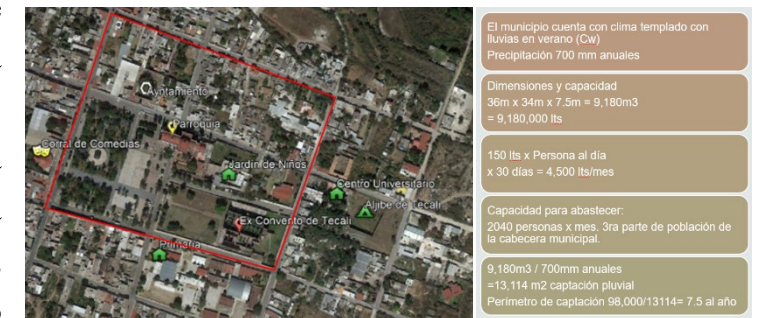 Ayuntamiento
Parroquia
Corral de Comedias
Jardín de Niños
Centro Universitario
Aljibe de Tecali
Ex Convento de Tecali
Primaria
El municipio cuenta con clima templado con
lluvias en verano (Cw)
Precipitación 700 mm anuales
Dimensiones y capacidad
36m x 34m x 7.5m = 9,180m3
= 9,180,000 lts
150 lts x Persona al día
x 30 días = 4,500 lts/mes
Capacidad para abastecer:
2040 personas x mes. 3ra parte de población de
la cabecera municipal.
9,180m3 / 700mm anuales
=13,114 m2 captación pluvial
Perímetro de captación 98,000/13114= 7.5 al año